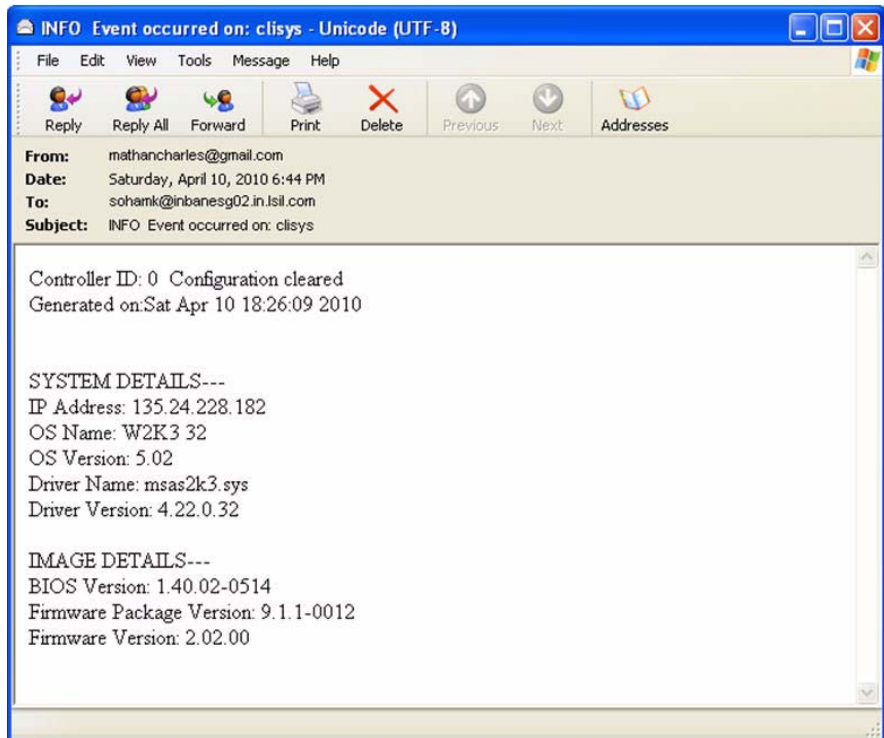 INFO Event occurred on: clisys - Unicode (UTF-8)
File Edit View Tools Message Help
Reply Reply All Forward Print Delete Previous Next Addresses
From: mathancharles@gmail.com
Date: Saturday, April 10, 2010 6:44 PM
To: sohamk@inbanesg02.in.lsil.com
Subject: INFO Event occurred on: clisys
Controller ID: 0 Configuration cleared
Generated on:Sat Apr 10 18:26:09 2010
SYSTEM DETAILS---
IP Address: 135.24.228.182
OS Name: W2K3 32
OS Version: 5.02
Driver Name: msas2k3.sys
Driver Version: 4.22.0.32
IMAGE DETAILS---
BIOS Version: 1.40.02-0514
Firmware Package Version: 9.1.1-0012
Firmware Version: 2.02.00